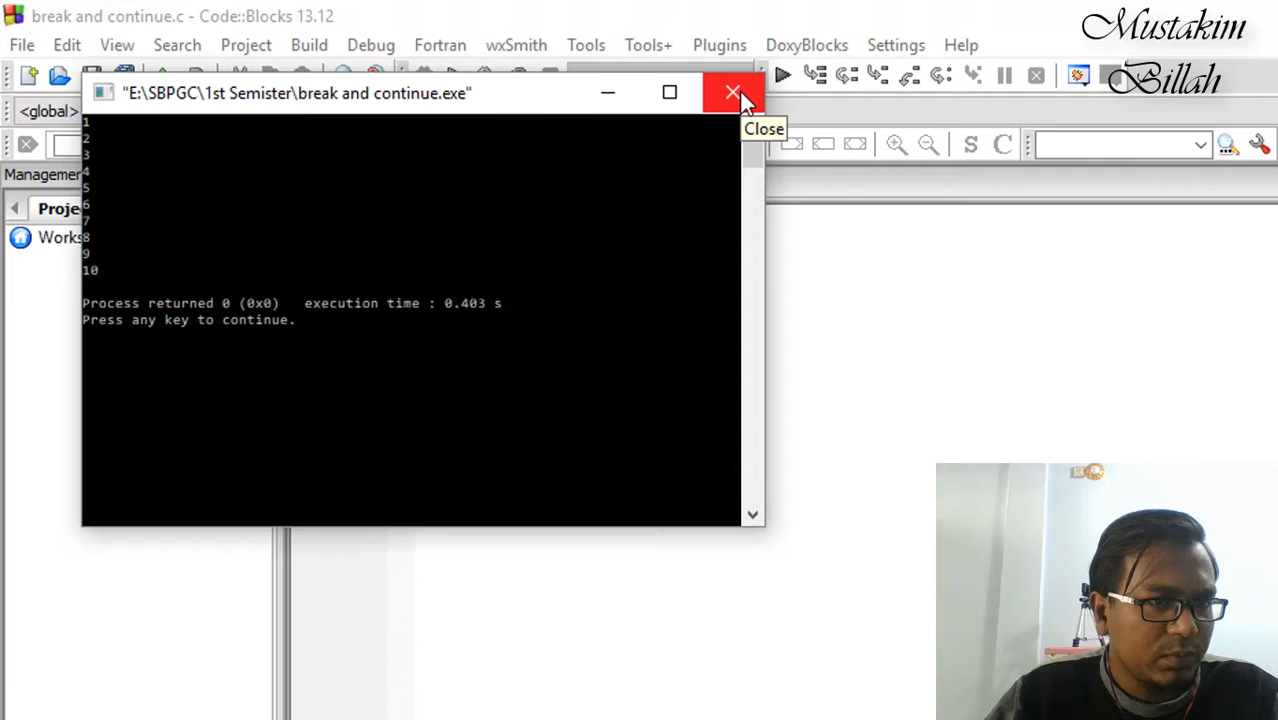 break and continue.c - Code::Blocks 13.12
Mustakim
Billah
File Edit View Search Project Build Debug Fortran wxSmith Tools Tools+ Plugins DoxyBlocks Settings Help
"E:\SBPGC\1st Semister\break and continue.exe"
<global>
Close
S C
Management
Proje
Works
1
2
3
4
5
6
7
8
9
10
Process returned 0 (0x0) execution time : 0.403 s
Press any key to continue.